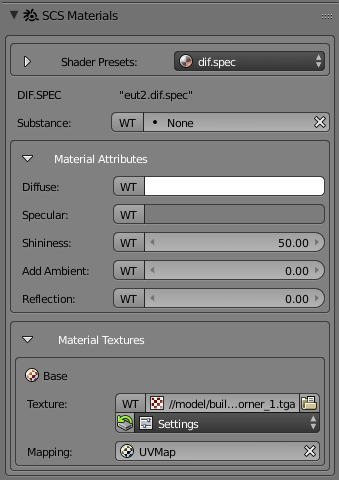 SCS Materials
Shader Presets: dif.spec
DIF.SPEC "eut2.dif.spec"
Substance: WT None
Material Attributes
Diffuse: WT
Specular: WT
Shininess: WT 50.00
Add Ambient: WT 0.00
Reflection: WT 0.00
Material Textures
Base
Texture: WT //model/buil...orner_1.tga
Settings
Mapping: UVMap